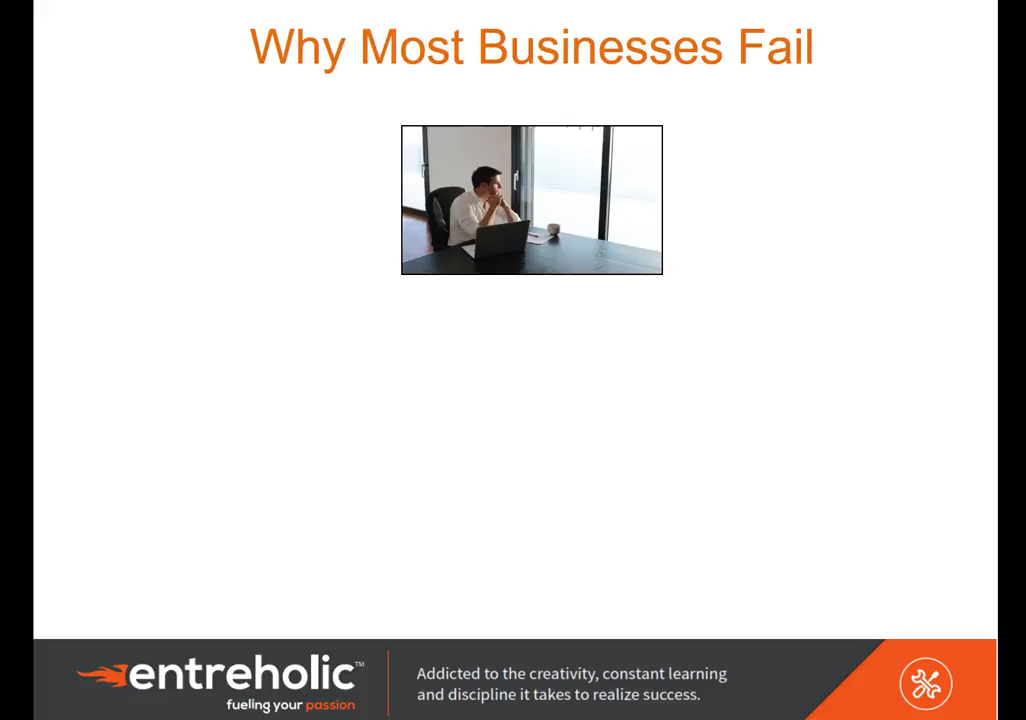 Why Most Businesses Fail
entreholic™
fueling your passion
Addicted to the creativity, constant learning
and discipline it takes to realize success.